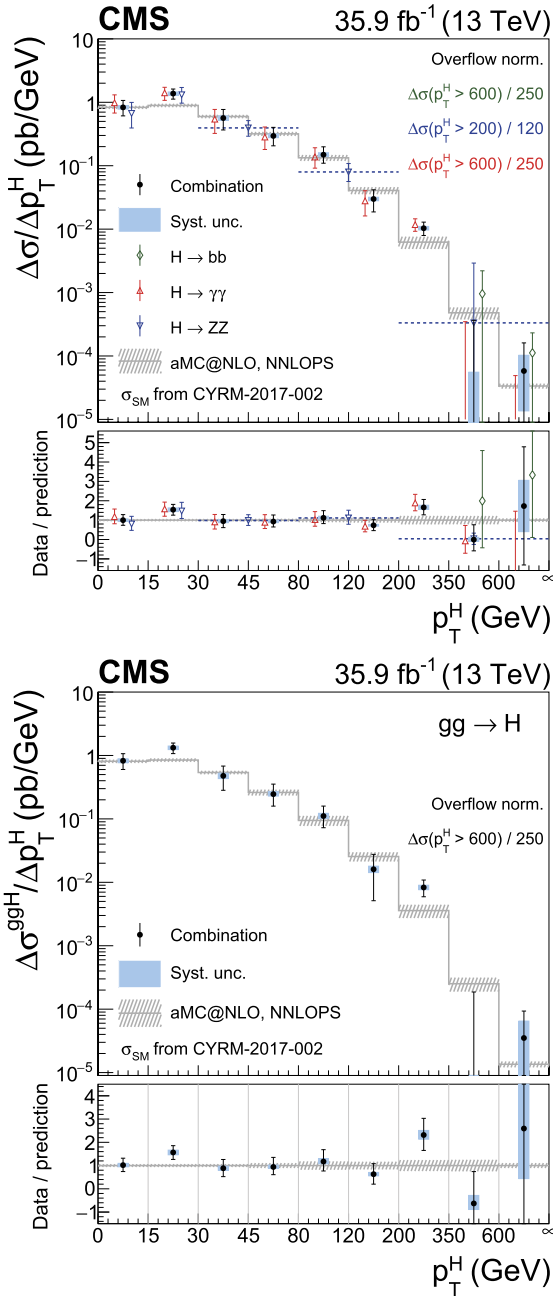 CMS 35.9 fb⁻¹ (13 TeV)
Δσ/Δp_T^H (pb/GeV)
10
1
10⁻¹
10⁻²
10⁻³
10⁻⁴
10⁻⁵
Overflow norm.
Δσ(p_T^H > 600) / 250
Δσ(p_T^H > 200) / 120
Δσ(p_T^H > 600) / 250
Combination
Syst. unc.
H → bb
H → γγ
H → ZZ
aMC@NLO, NNLOPS
σ_SM from CYRM-2017-002
Data / prediction
5
4
3
2
1
0
−1
0 15 30 45 80 120 200 350 600 ∞
p_T^H (GeV)
CMS 35.9 fb⁻¹ (13 TeV)
Δσ^ggH/Δp_T^H (pb/GeV)
10
1
10⁻¹
10⁻²
10⁻³
10⁻⁴
10⁻⁵
gg → H
Overflow norm.
Δσ(p_T^H > 600) / 250
Combination
Syst. unc.
aMC@NLO, NNLOPS
σ_SM from CYRM-2017-002
Data / prediction
4
3
2
1
0
−1
0 15 30 45 80 120 200 350 600 ∞
p_T^H (GeV)